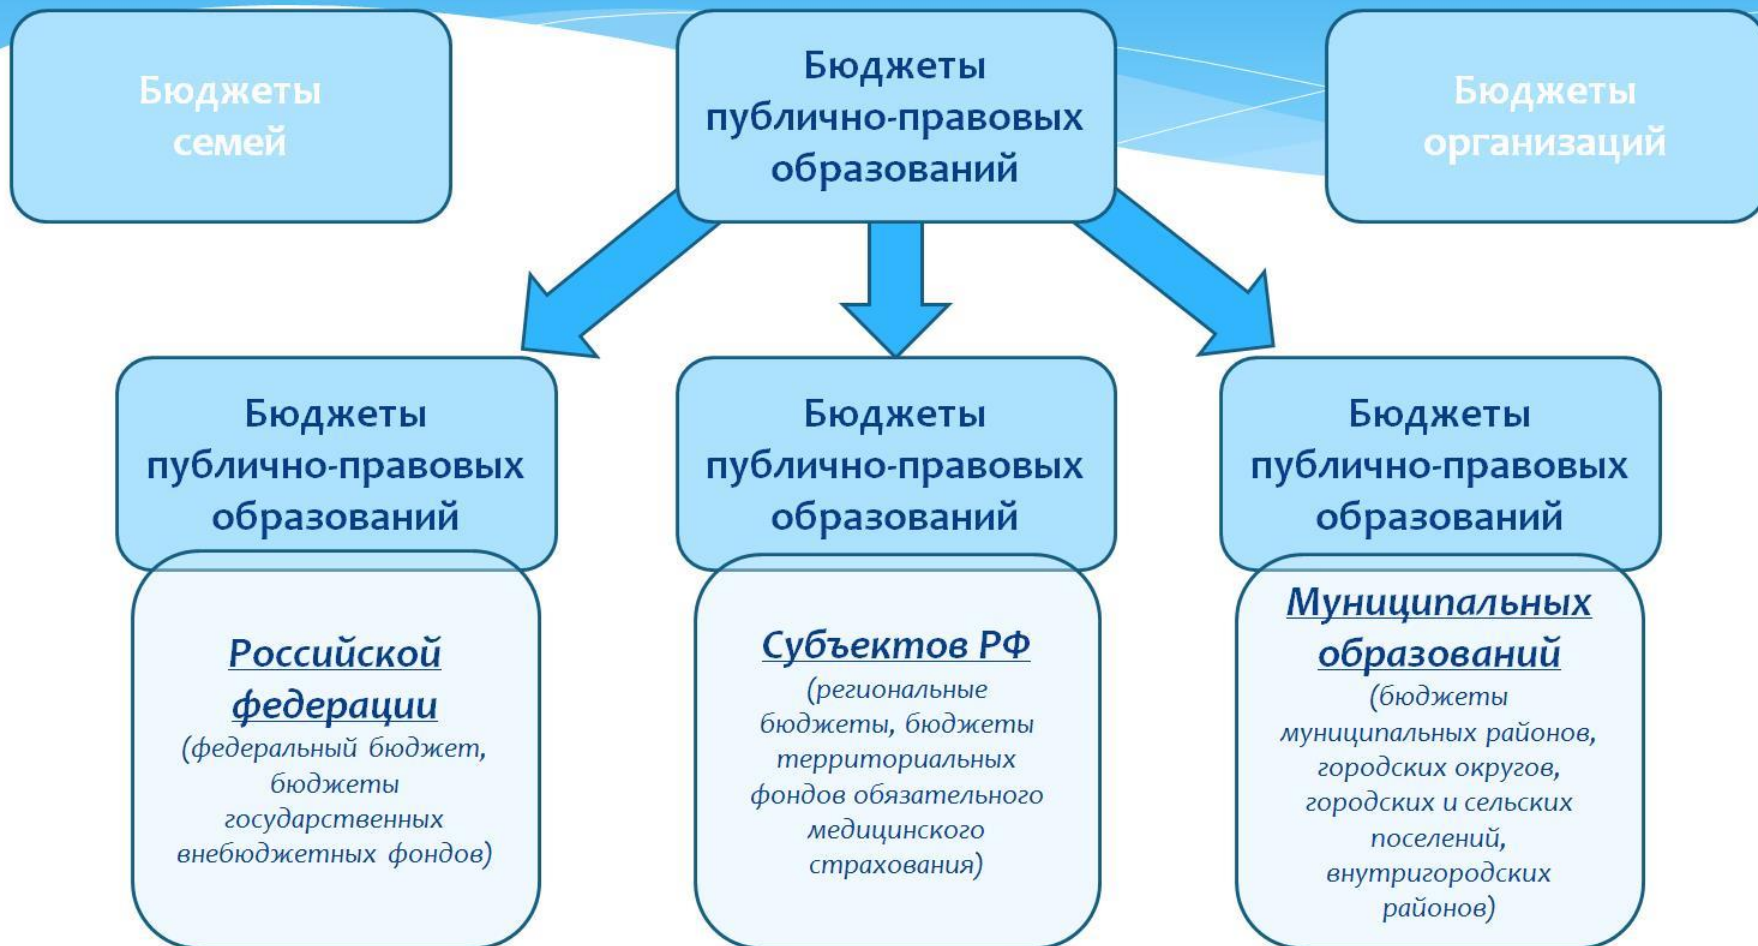 Бюджеты
семей
Бюджеты
публично-правовых
образований
Бюджеты
организаций
Бюджеты
публично-правовых
образований
Российской
федерации
(федеральный бюджет,
бюджеты
государственных
внебюджетных фондов)
Бюджеты
публично-правовых
образований
Субъектов РФ
(региональные
бюджеты, бюджеты
территориальных
фондов обязательного
медицинского
страхования)
Бюджеты
публично-правовых
образований
Муниципальных
образований
(бюджеты
муниципальных районов,
городских округов,
городских и сельских
поселений,
внутригородских
районов)